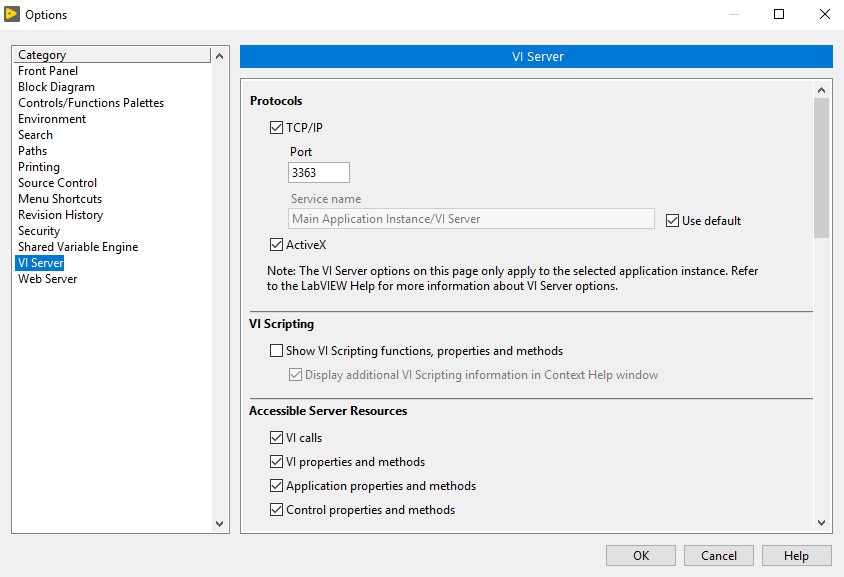 Options
Category
Front Panel
Block Diagram
Controls/Functions Palettes
Environment
Search
Paths
Printing
Source Control
Menu Shortcuts
Revision History
Security
Shared Variable Engine
VI Server
Web Server
VI Server
Protocols
TCP/IP
Port
3363
Service name
Main Application Instance/VI Server
Use default
ActiveX
Note: The VI Server options on this page only apply to the selected application instance. Refer
to the LabVIEW Help for more information about VI Server options.
VI Scripting
Show VI Scripting functions, properties and methods
Display additional VI Scripting information in Context Help window
Accessible Server Resources
VI calls
VI properties and methods
Application properties and methods
Control properties and methods
OK
Cancel
Help